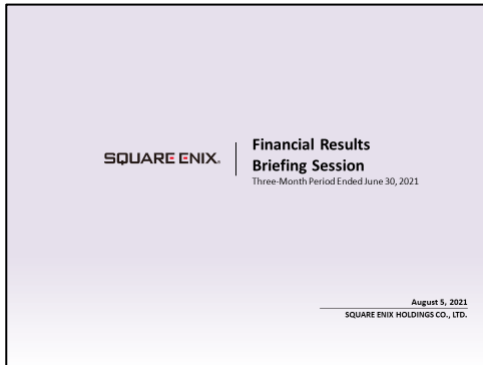 SQUARE ENIX.
Financial Results
Briefing Session
Three-Month Period Ended June 30, 2021
August 5, 2021
SQUARE ENIX HOLDINGS CO., LTD.